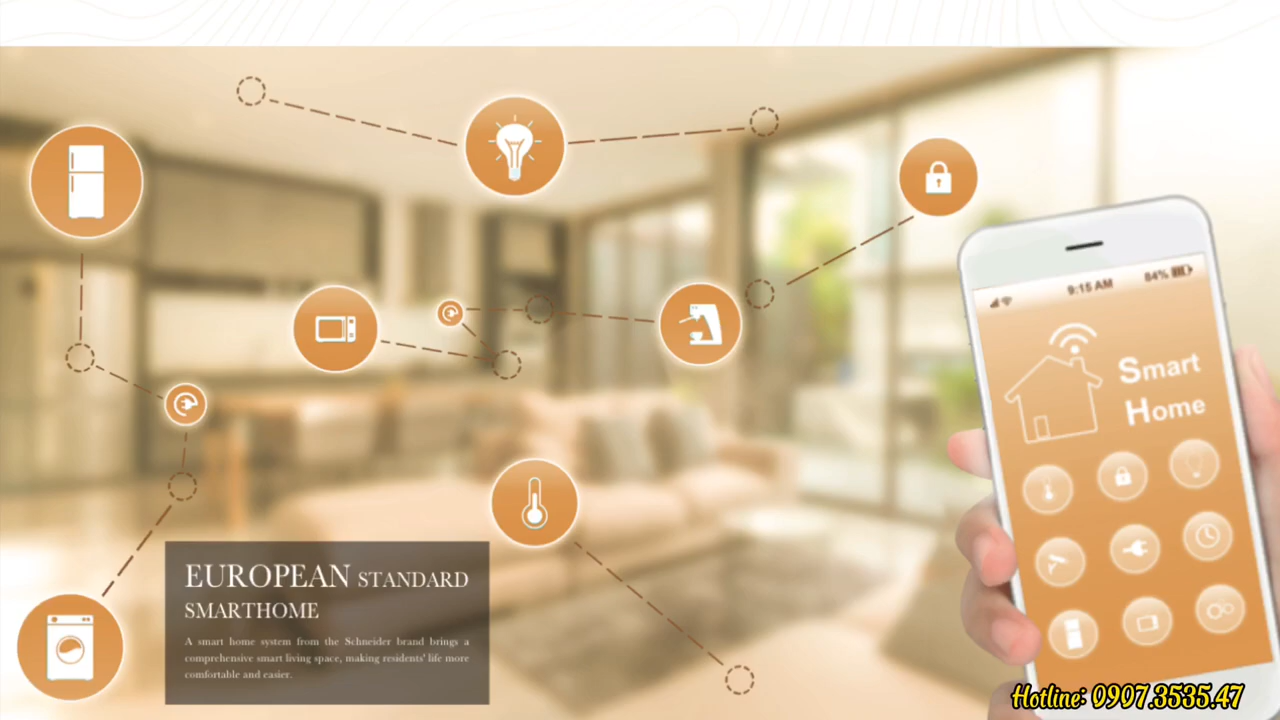 9:15 AM
84%
Smart
Home
EUROPEAN STANDARD
SMARTHOME
A smart home system from the Schneider brand brings a
comprehensive smart living space, making residents' life more
comfortable and easier.
Hotline: 0907.3535.47